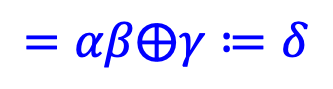 = αβ⊕γ ≔ δ